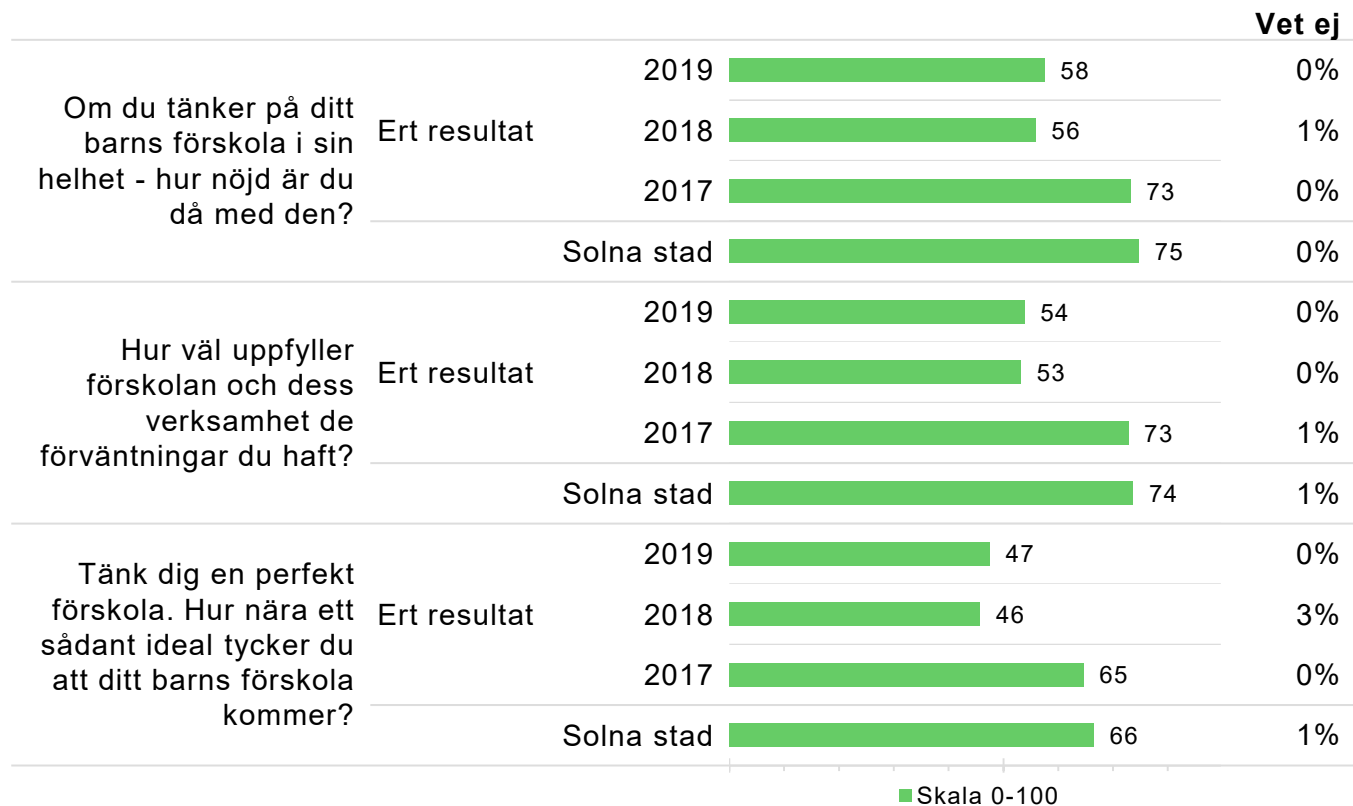 Vet ej
Om du tänker på ditt
barns förskola i sin
helhet - hur nöjd är du
då med den?
Ert resultat
2019 58 0%
2018 56 1%
2017 73 0%
Solna stad 75 0%
Hur väl uppfyller
förskolan och dess
verksamhet de
förväntningar du haft?
Ert resultat
2019 54 0%
2018 53 0%
2017 73 1%
Solna stad 74 1%
Tänk dig en perfekt
förskola. Hur nära ett
sådant ideal tycker du
att ditt barns förskola
kommer?
Ert resultat
2019 47 0%
2018 46 3%
2017 65 0%
Solna stad 66 1%
Skala 0-100